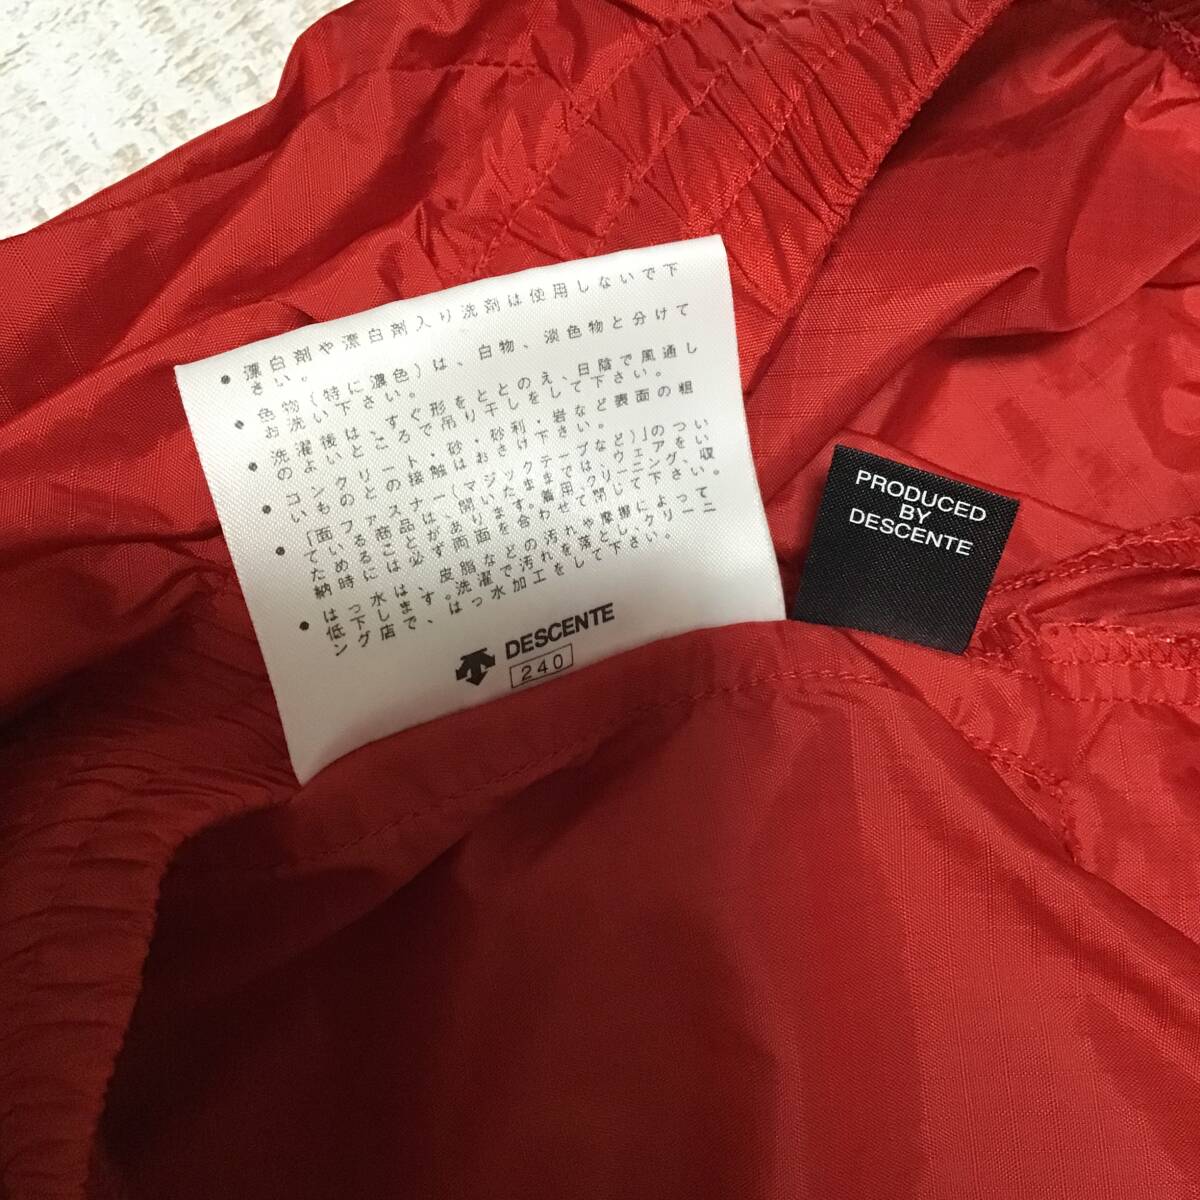 • 漂白剤や漂白剤入り洗剤は使用しないで下
さい。
• 色物(特に濃色)は、白物、淡色物と分けて
お洗い下さい。
• 洗濯後は、すぐ形をととのえ、日陰で風通し
のよいところで吊り干しをして下さい。
• コンクリート・砂・砂利・岩など表面の粗
いものとの接触はおさけ下さい。
• 「面ファスナー(マジックテープなど)」のつい
ている商品は、開いたままでは、ウェアをい
ためることがあります。着用、クリーニング、収
納時には必ず両面を合わせて閉じて下さい。
• はっ水は、皮脂などの汚れや摩擦によって
低下します。洗濯で汚れを落とし、クリーニ
ング店で、はっ水加工をして下さい。
DESCENTE
240
PRODUCED
BY
DESCENTE